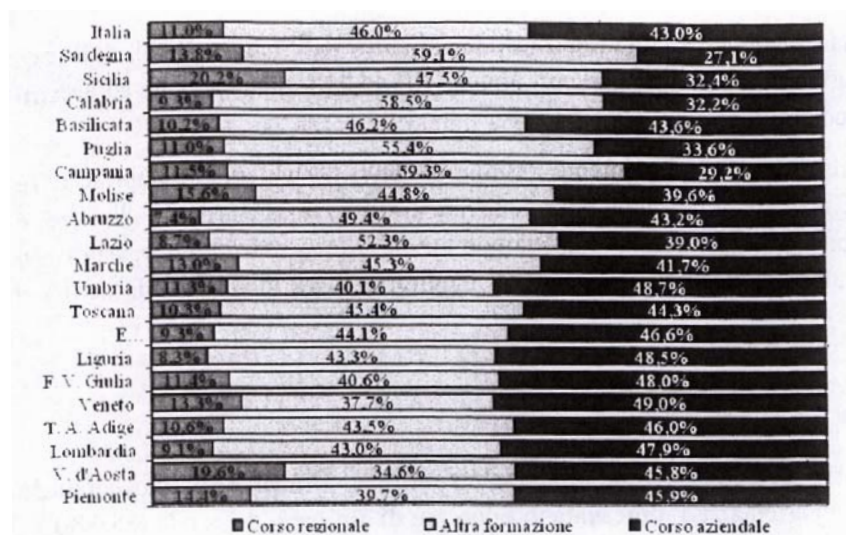 Italia 11.0% 46.0% 43.0%
Sardegna 13.8% 59.1% 27,1%
Sicilia 20.2% 47.5% 32,4%
Calabria 9.3% 58.5% 32.2%
Basilicata 10.2% 46.2% 43,6%
Puglia 11.0% 55.4% 33.6%
Campania 11.5% 59.3% 29,2%
Molise 15.6% 44.8% 39,6%
Abruzzo 7.4% 49.4% 43,2%
Lazio 8.7% 52.3% 39.0%
Marche 13.0% 45.3% 41,7%
Umbria 11.3% 40.1% 48,7%
Toscana 10.3% 45.4% 44,3%
E... 9.3% 44.1% 46,6%
Liguria 8.3% 43.3% 48,5%
F. V. Giulia 11.4% 40.6% 48,0%
Veneto 13.3% 37.7% 49.0%
T. A. Adige 10.6% 43.5% 46.0%
Lombardia 9.1% 43.0% 47,9%
V. d'Aosta 19.6% 34.6% 45,8%
Piemonte 14.4% 39.7% 45,9%
Corso regionale Altra formazione Corso aziendale